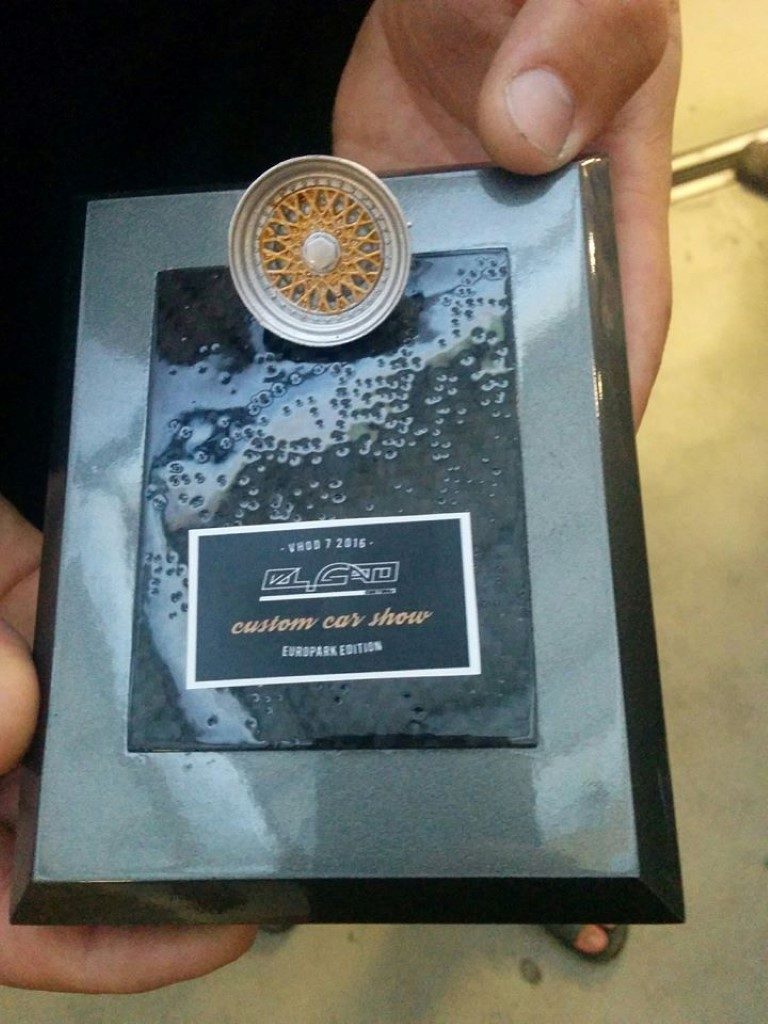 - VHOD 7 2016 -
custom car show
EUROPARK EDITION